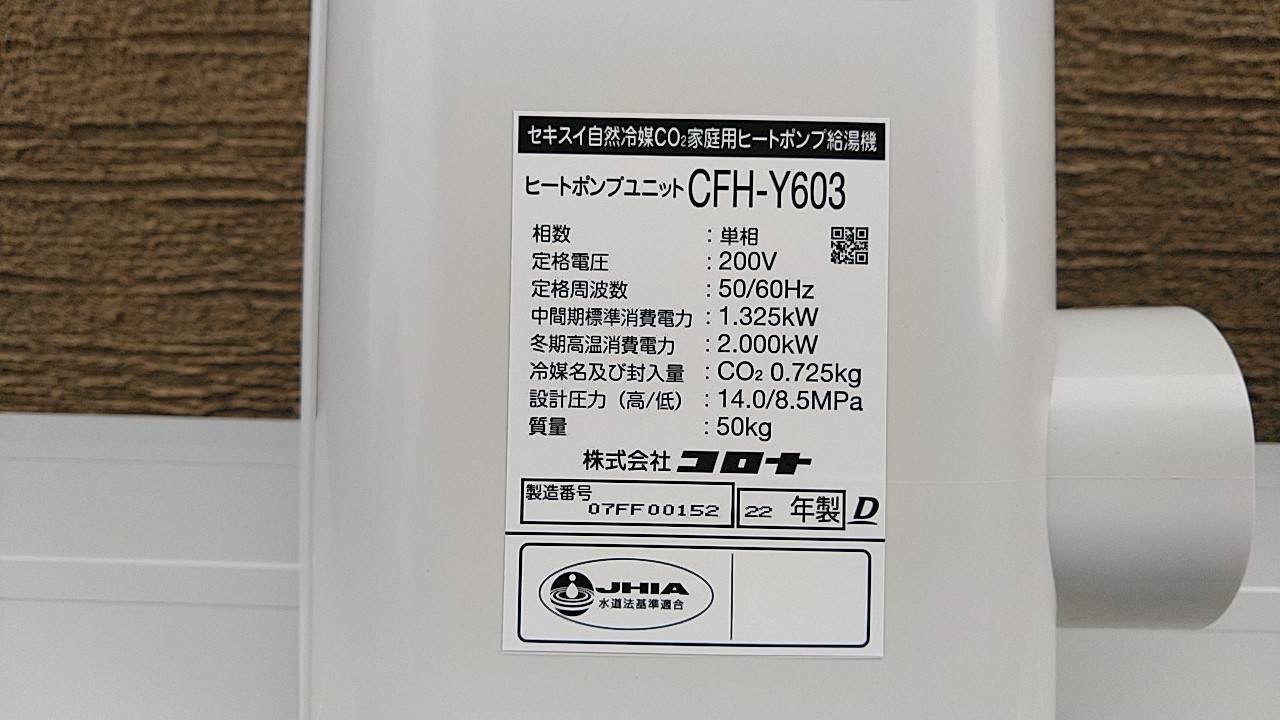 セキスイ自然冷媒CO₂家庭用ヒートポンプ給湯機
ヒートポンプユニット CFH-Y603
相数 : 単相
定格電圧 : 200V
定格周波数 : 50/60Hz
中間期標準消費電力 : 1.325kW
冬期高温消費電力 : 2.000kW
冷媒名及び封入量 : CO₂ 0.725kg
設計圧力（高/低） : 14.0/8.5MPa
質量 : 50kg
株式会社 コロナ
製造番号 07FF00152 22 年製 D
JHIA
水道法基準適合